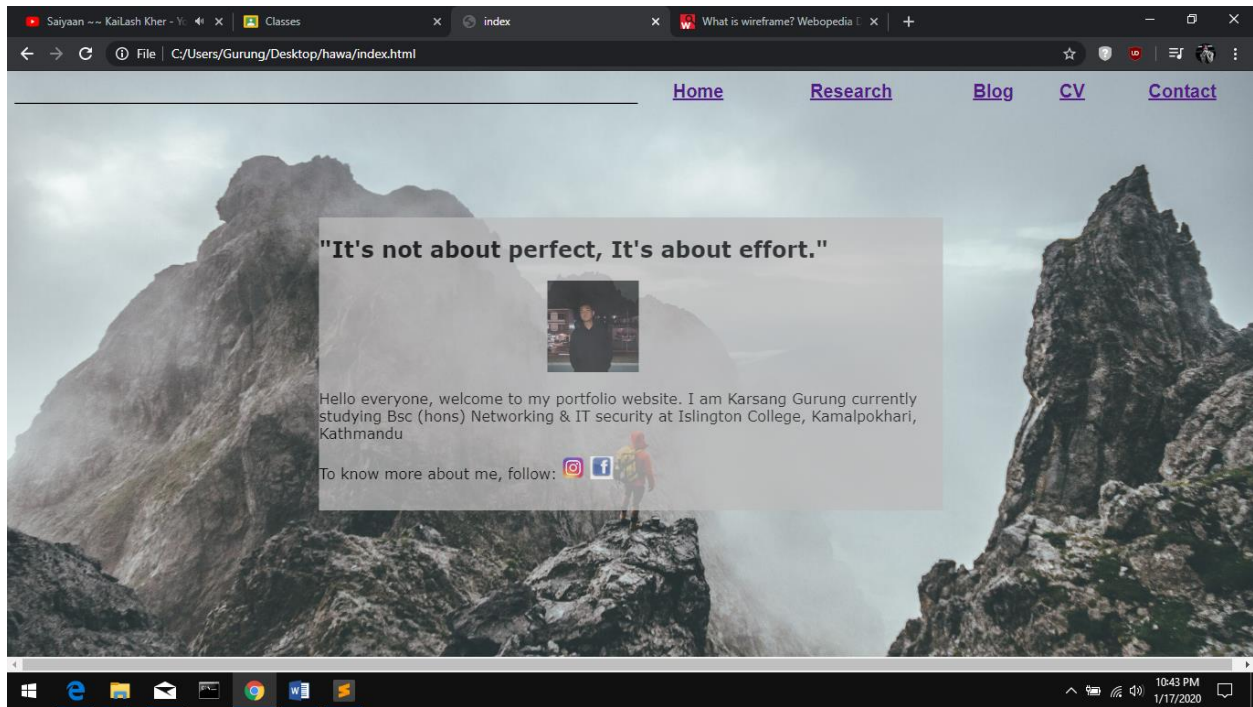 Saiyaan ~~ KaiLash Kher - Yo
Classes
index
What is wireframe? Webopedia D
File
C:/Users/Gurung/Desktop/hawa/index.html
Home Research Blog CV Contact
"It's not about perfect, It's about effort."
Hello everyone, welcome to my portfolio website. I am Karsang Gurung currently
studying Bsc (hons) Networking & IT security at Islington College, Kamalpokhari,
Kathmandu
To know more about me, follow:
10:43 PM
1/17/2020